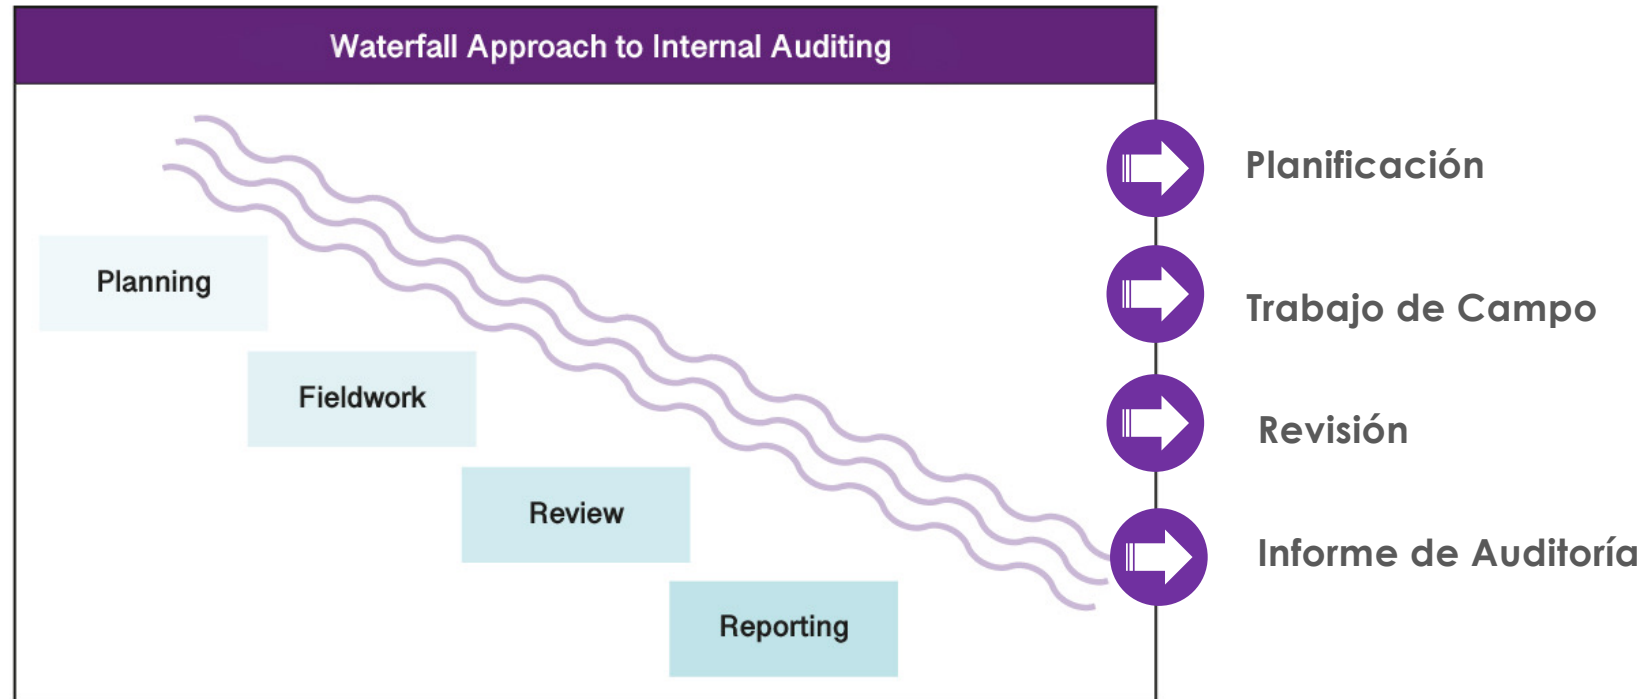 Waterfall Approach to Internal Auditing
Planning
Fieldwork
Review
Reporting
Planificación
Trabajo de Campo
Revisión
Informe de Auditoría